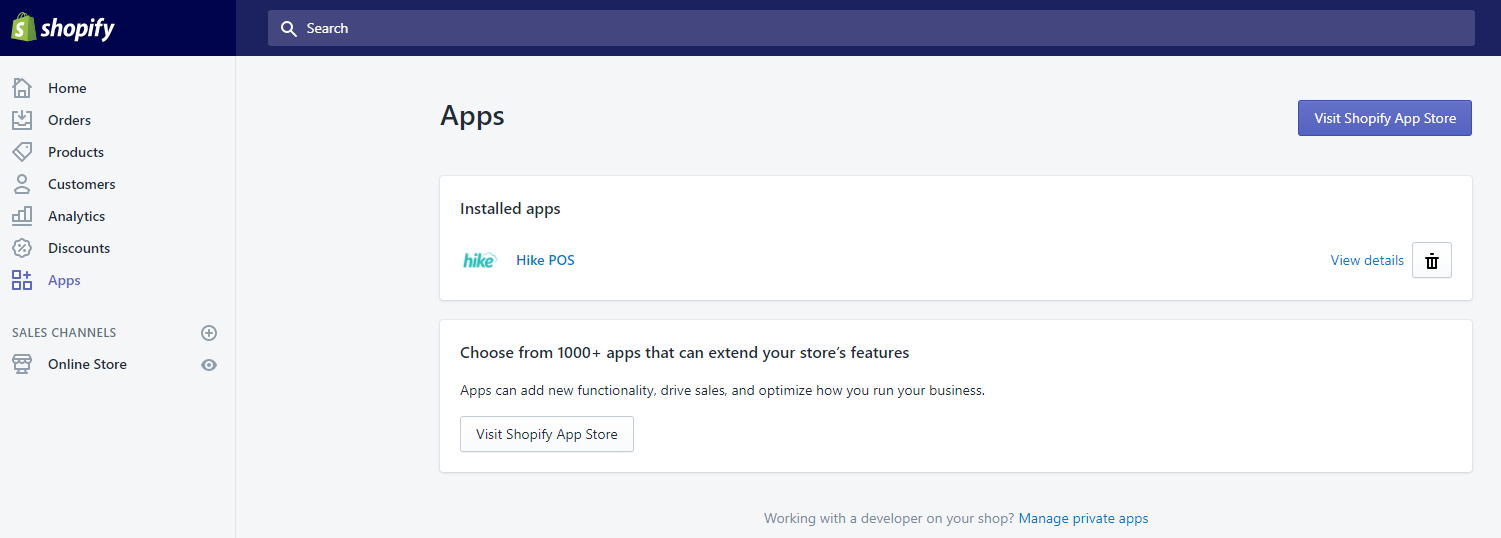 shopify
Search
Home
Orders
Products
Customers
Analytics
Discounts
Apps
SALES CHANNELS
Online Store
Apps
Visit Shopify App Store
Installed apps
hike Hike POS View details
Choose from 1000+ apps that can extend your store’s features
Apps can add new functionality, drive sales, and optimize how you run your business.
Visit Shopify App Store
Working with a developer on your shop? Manage private apps